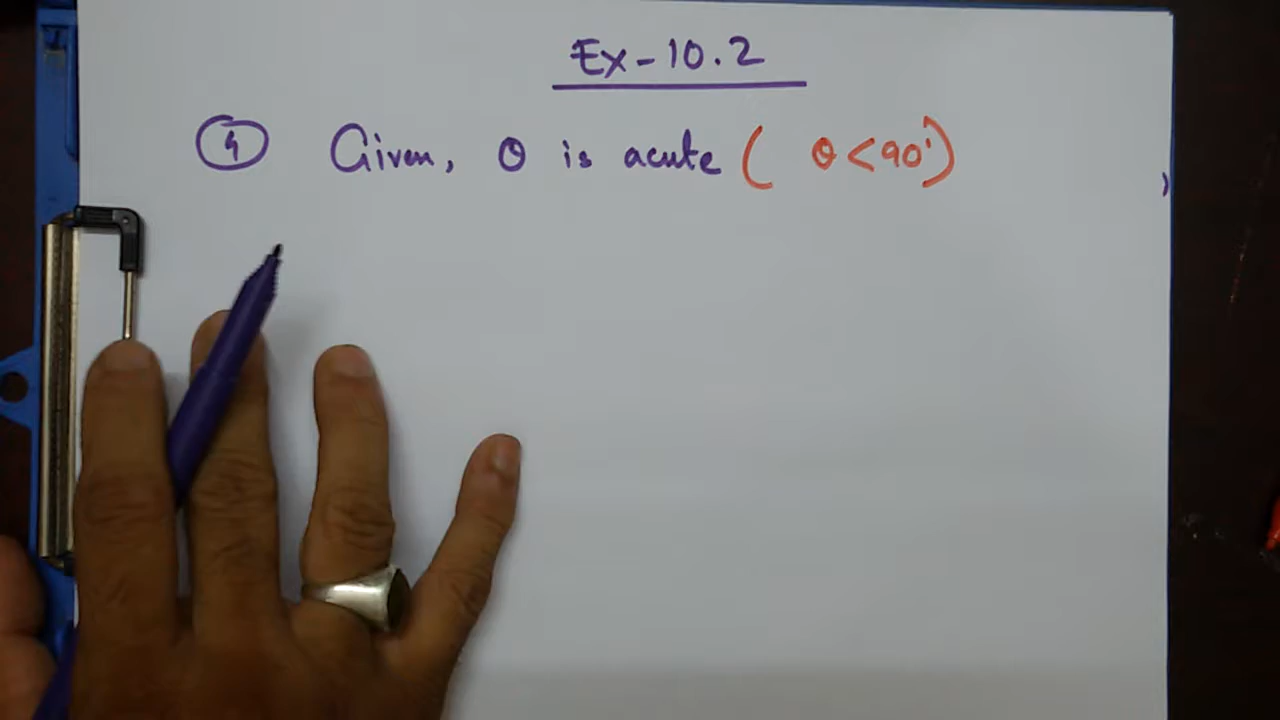 Ex-10.2
4 Given, θ is acute ( θ < 90° )